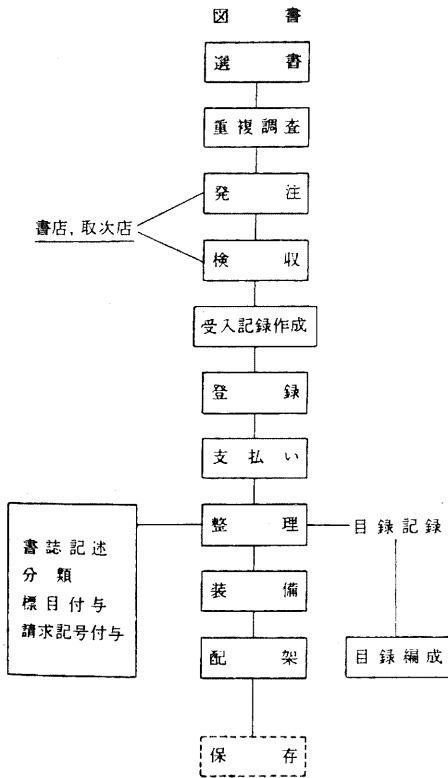 図書
選書
重複調査
発注
書店,取次店
検収
受入記録作成
登録
支払い
整理
目録記録
書誌記述
分類
標目付与
請求記号付与
装備
配架
目録編成
保存